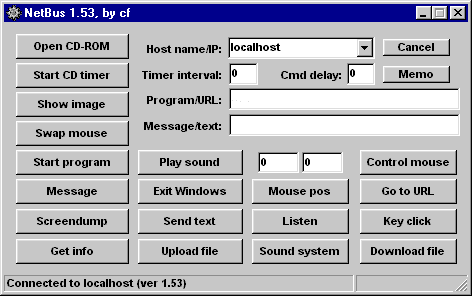 NetBus 1.53, by cf
Open CD-ROM Host name/IP: localhost Cancel
Start CD timer Timer interval: 0 Cmd delay: 0 Memo
Show image Program/URL:
Swap mouse Message/text:
Start program Play sound 0 0 Control mouse
Message Exit Windows Mouse pos Go to URL
Screendump Send text Listen Key click
Get info Upload file Sound system Download file
Connected to localhost (ver 1.53)